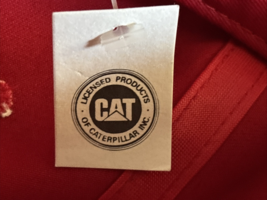 LICENSED PRODUCTS
CAT
OF CATERPILLAR INC.